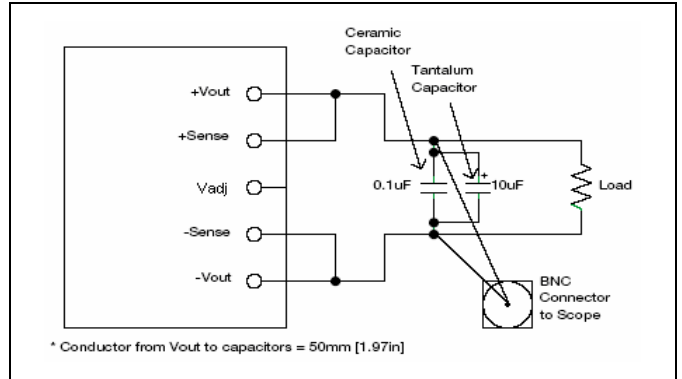 Ceramic
Capacitor
Tantalum
Capacitor
+Vout
+Sense
Vadj
-Sense
-Vout
0.1uF
+
10uF
Load
BNC
Connector
to Scope
* Conductor from Vout to capacitors = 50mm [1.97in]